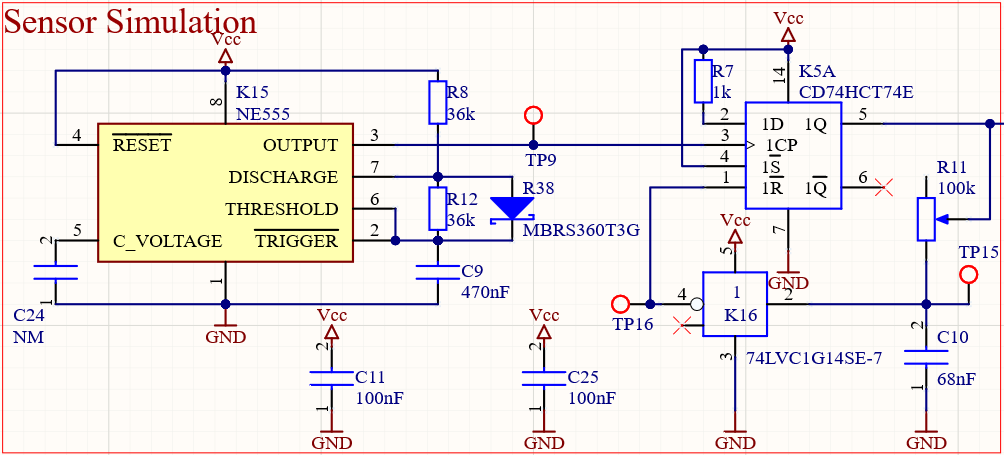 Sensor Simulation
Vcc
K15
NE555
8
4
RESET
OUTPUT
3
DISCHARGE
7
THRESHOLD
6
5
C_VOLTAGE
TRIGGER
2
1
GND
2
1
C24
NM
R8
36k
R12
36k
R38
MBRS360T3G
C9
470nF
TP9
Vcc
2
C11
100nF
1
GND
Vcc
2
C25
100nF
1
GND
Vcc
14
K5A
CD74HCT74E
R7
1k
2
1D
1Q
5
3
1CP
4
1S
1
1R
1Q
6
7
GND
Vcc
5
4
1
2
K16
3
74LVC1G14SE-7
GND
TP16
R11
100k
TP15
2
C10
68nF
1
GND